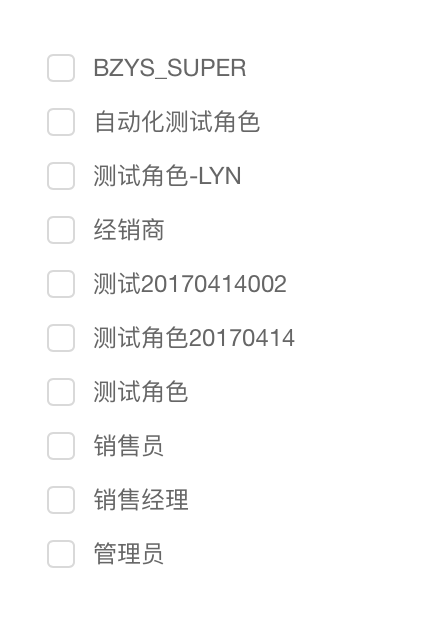 BZYS_SUPER
自动化测试角色
测试角色-LYN
经销商
测试20170414002
测试角色20170414
测试角色
销售员
销售经理
管理员